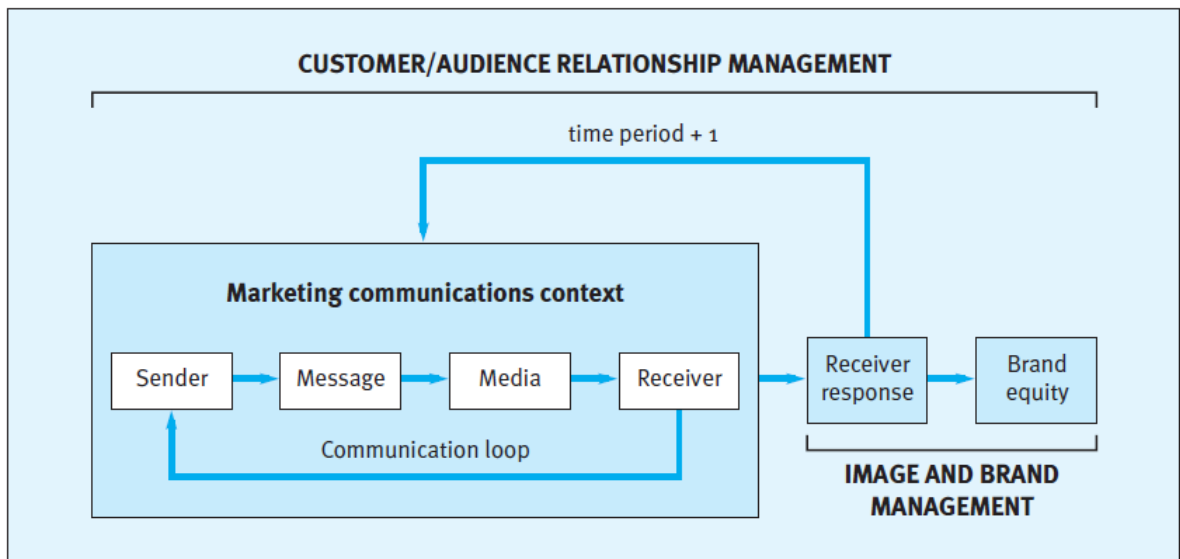 CUSTOMER/AUDIENCE RELATIONSHIP MANAGEMENT
time period + 1
Marketing communications context
Sender
Message
Media
Receiver
Communication loop
Receiver
response
Brand
equity
IMAGE AND BRAND
MANAGEMENT